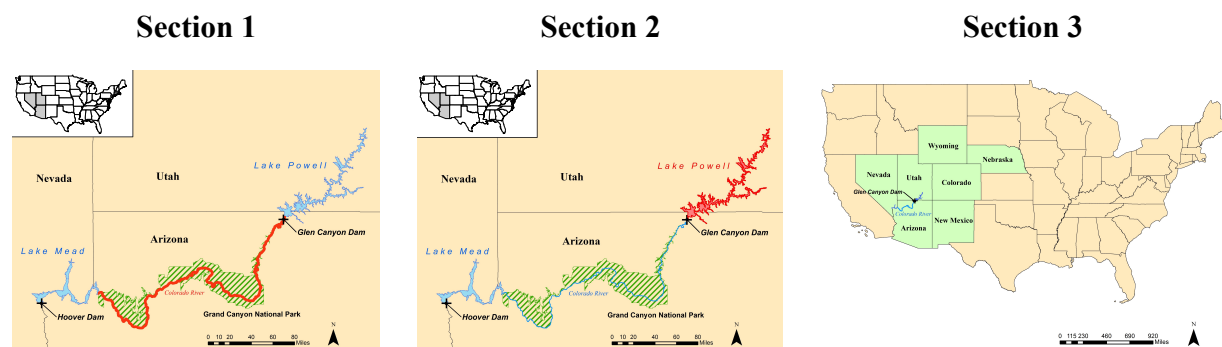 Section 1
Section 2
Section 3
Lake Powell
Nevada
Utah
Glen Canyon Dam
Arizona
Lake Mead
Colorado River
Hoover Dam
Grand Canyon National Park
N
0 10 20 40 60 80
Miles
Lake Powell
Nevada
Utah
Glen Canyon Dam
Arizona
Lake Mead
Colorado River
Hoover Dam
Grand Canyon National Park
N
0 10 20 40 60 80
Miles
Wyoming
Nebraska
Nevada
Utah
Colorado
Glen Canyon Dam
Colorado River
Arizona
New Mexico
N
0 115 230 460 690 920
Miles